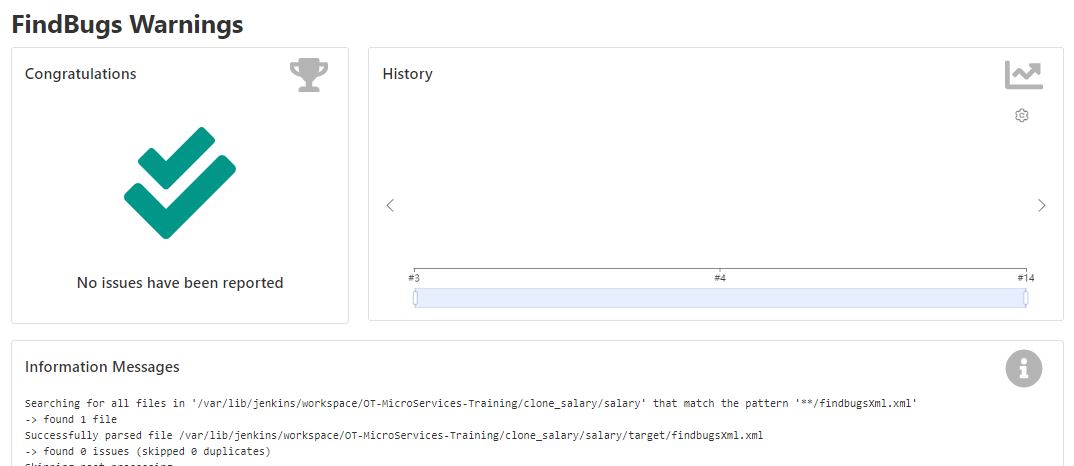 FindBugs Warnings
Congratulations
No issues have been reported
History
#3
#4
#14
Information Messages
Searching for all files in '/var/lib/jenkins/workspace/OT-MicroServices-Training/clone_salary/salary' that match the pattern '**/findbugsXml.xml'
-> found 1 file
Successfully parsed file /var/lib/jenkins/workspace/OT-MicroServices-Training/clone_salary/salary/target/findbugsXml.xml
-> found 0 issues (skipped 0 duplicates)
Skipping post processing